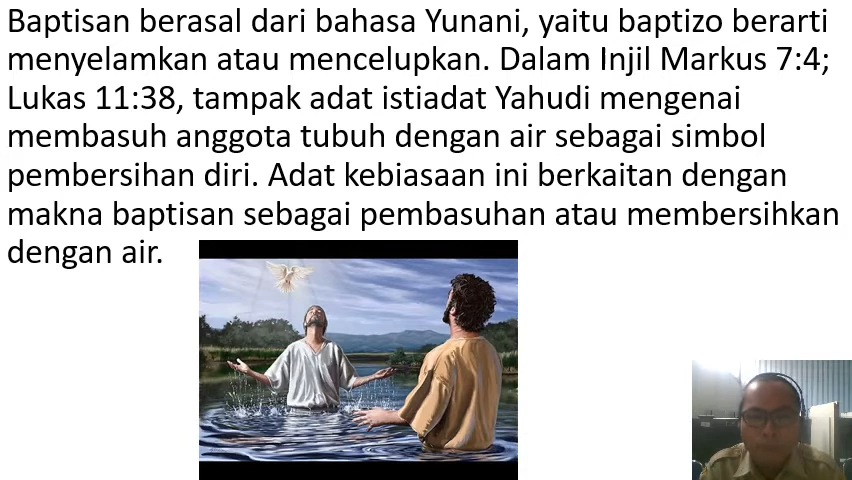 Baptisan berasal dari bahasa Yunani, yaitu baptizo berarti
menyelamkan atau mencelupkan. Dalam Injil Markus 7:4;
Lukas 11:38, tampak adat istiadat Yahudi mengenai
membasuh anggota tubuh dengan air sebagai simbol
pembersihan diri. Adat kebiasaan ini berkaitan dengan
makna baptisan sebagai pembasuhan atau membersihkan
dengan air.